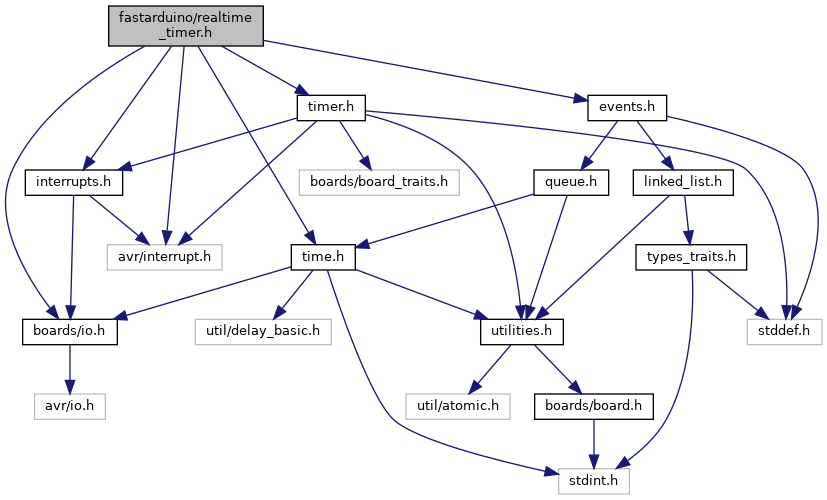 fastarduino/realtime
_timer.h
timer.h
events.h
interrupts.h
boards/board_traits.h
queue.h
linked_list.h
avr/interrupt.h
time.h
types_traits.h
boards/io.h
util/delay_basic.h
utilities.h
stddef.h
avr/io.h
util/atomic.h
boards/board.h
stdint.h